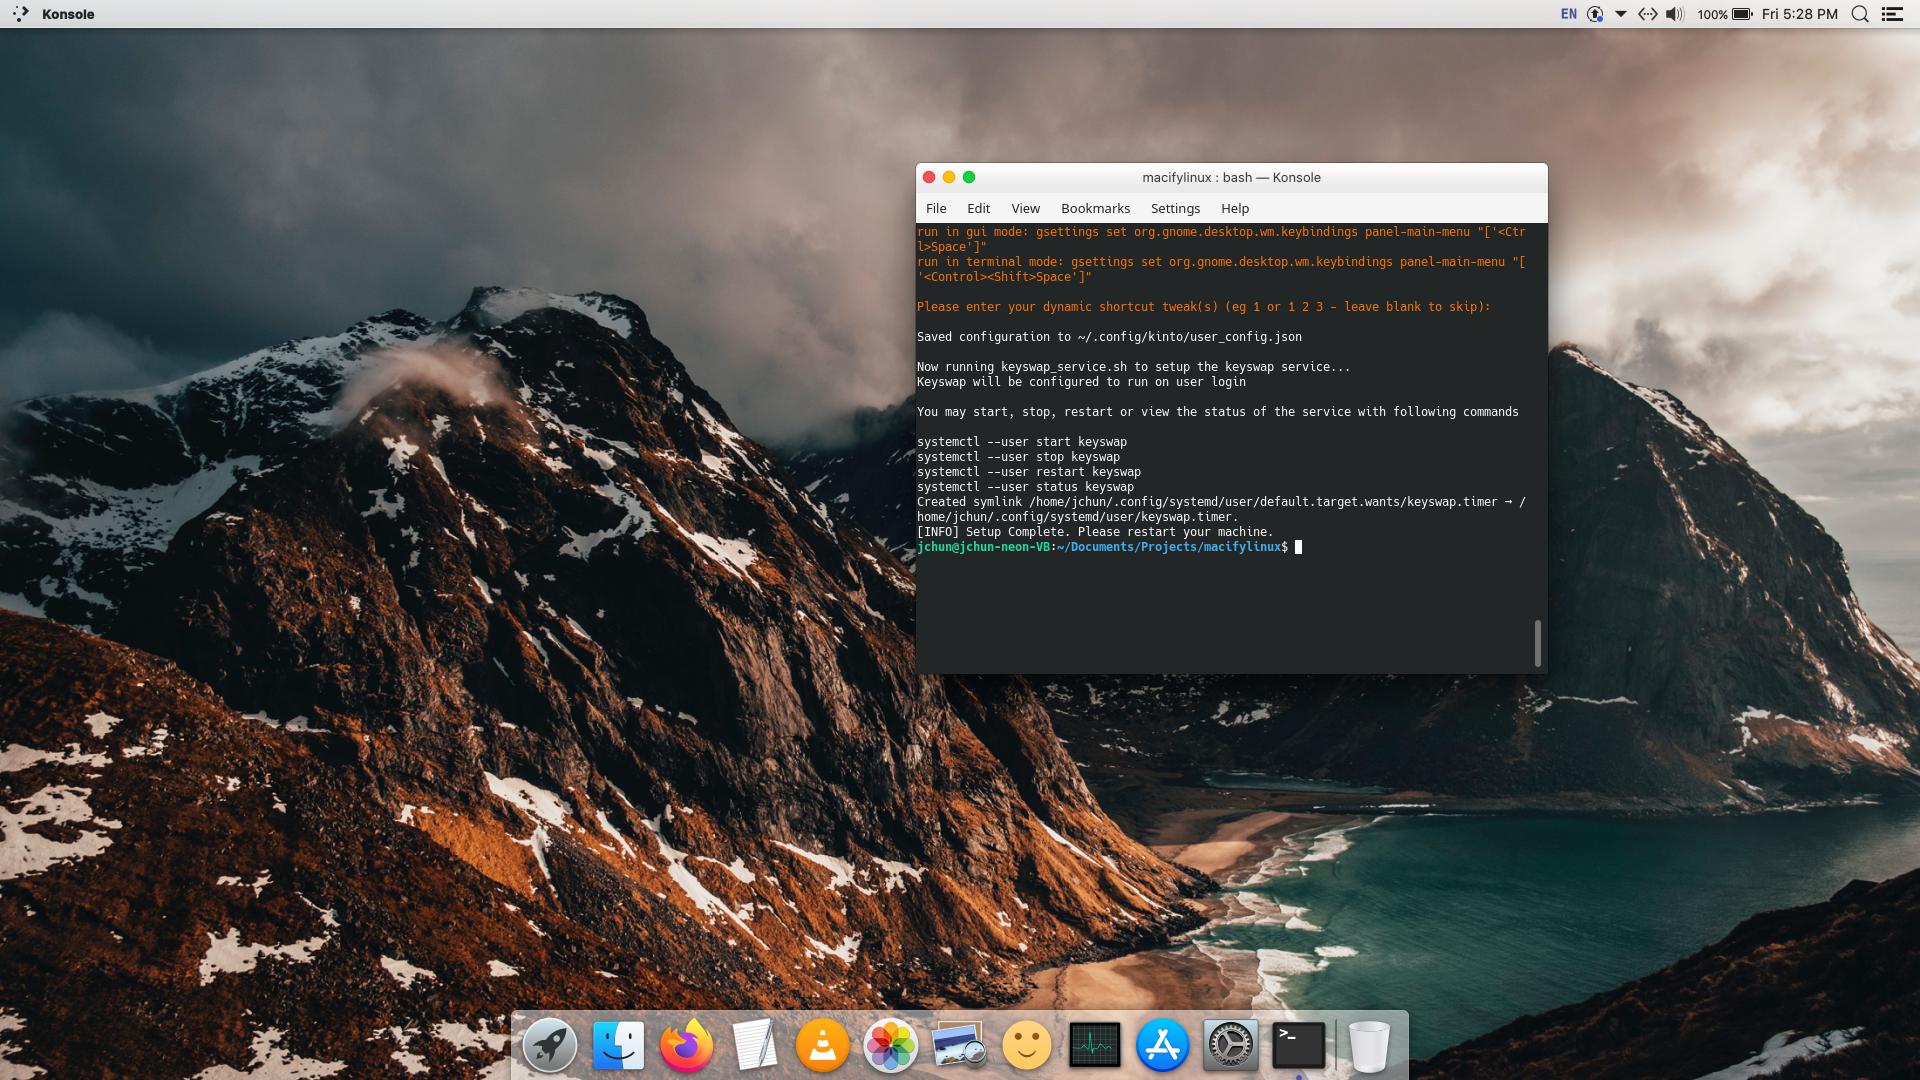 Konsole
EN
100%
Fri 5:28 PM
macifylinux : bash — Konsole
File Edit View Bookmarks Settings Help
run in gui mode: gsettings set org.gnome.desktop.wm.keybindings panel-main-menu "['<Ctr
l>Space']"
run in terminal mode: gsettings set org.gnome.desktop.wm.keybindings panel-main-menu "[
'<Control><Shift>Space']"
Please enter your dynamic shortcut tweak(s) (eg 1 or 1 2 3 - leave blank to skip):
Saved configuration to ~/.config/kinto/user_config.json
Now running keyswap_service.sh to setup the keyswap service...
Keyswap will be configured to run on user login
You may start, stop, restart or view the status of the service with following commands
systemctl --user start keyswap
systemctl --user stop keyswap
systemctl --user restart keyswap
systemctl --user status keyswap
Created symlink /home/jchun/.config/systemd/user/default.target.wants/keyswap.timer → /
home/jchun/.config/systemd/user/keyswap.timer.
[INFO] Setup Complete. Please restart your machine.
jchun@jchun-neon-VB:~/Documents/Projects/macifylinux$
>_